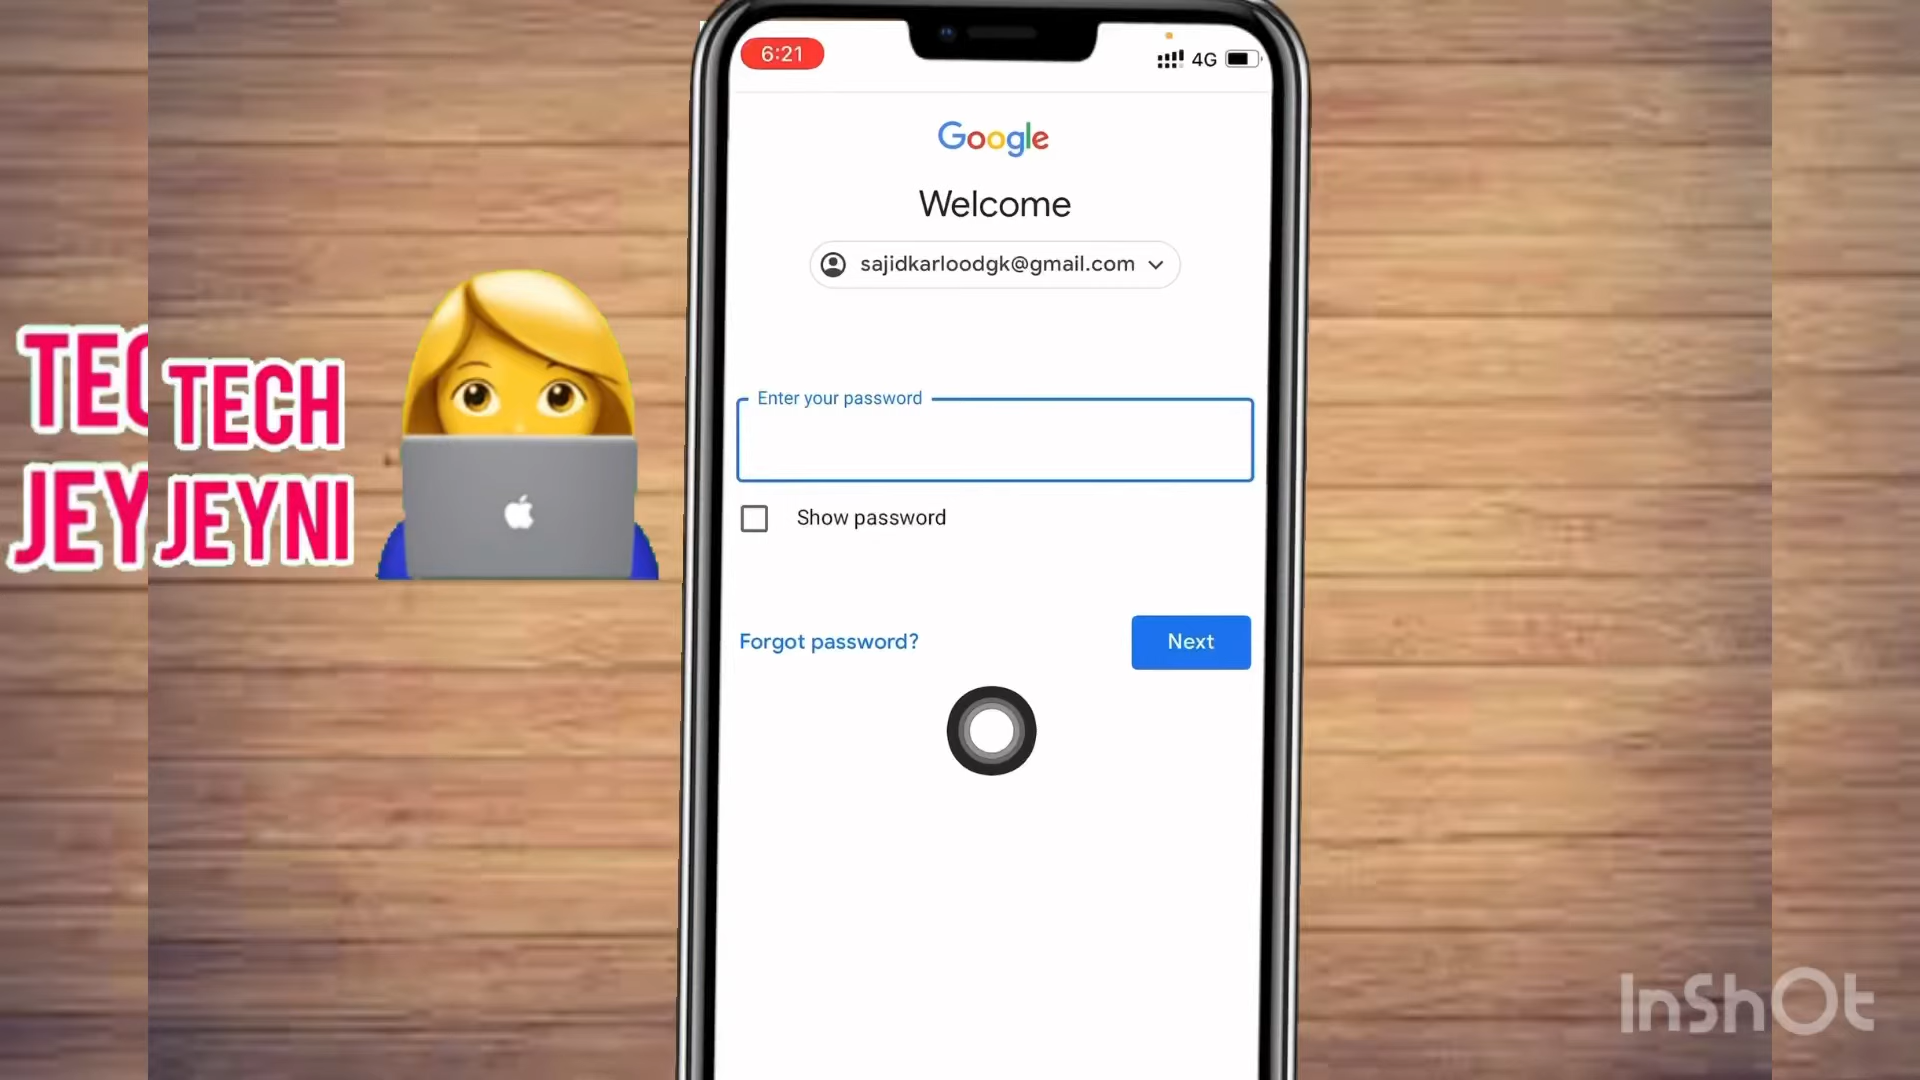 6:21
4G
Google
Welcome
sajidkarloodgk@gmail.com
Enter your password
Show password
Forgot password?
Next
TEC
JEY
TECH
JEYNI
InShOt